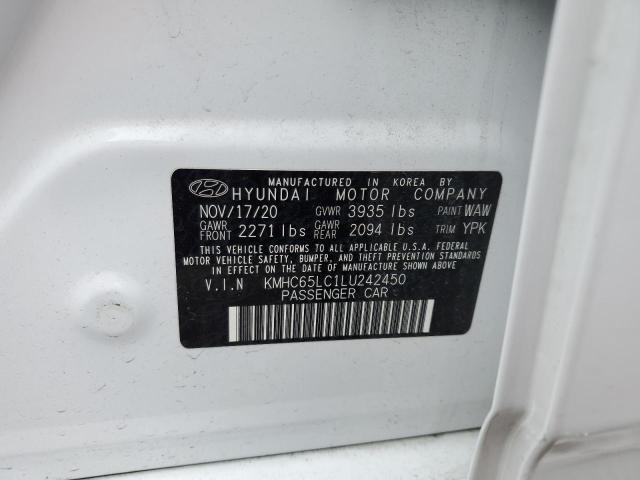 MANUFACTURED IN KOREA BY
HYUNDAI MOTOR COMPANY
NOV/17/20 GVWR 3935 lbs PAINT WAW
GAWR FRONT 2271 lbs GAWR REAR 2094 lbs TRIM YPK
THIS VEHICLE CONFORMS TO ALL APPLICABLE U.S.A. FEDERAL
MOTOR VEHICLE SAFETY, BUMPER, AND THEFT PREVENTION STANDARDS
IN EFFECT ON THE DATE OF MANUFACTURE SHOWN ABOVE.
V.I.N KMHC65LC1LU242450
PASSENGER CAR